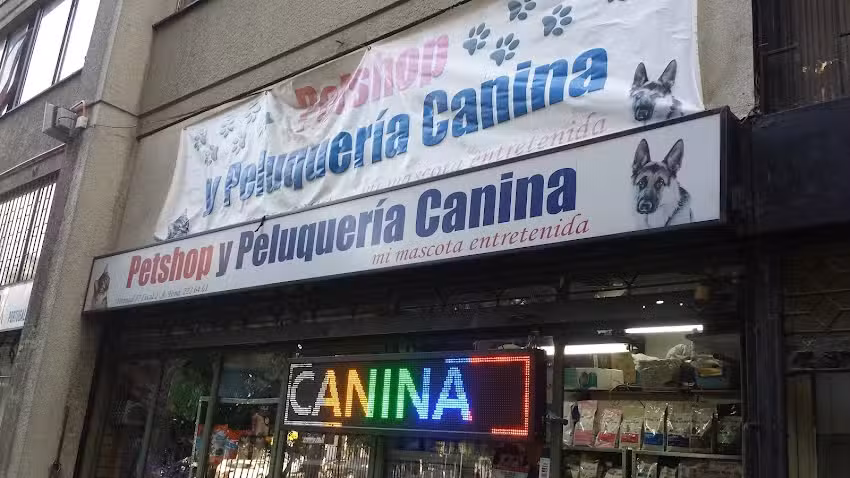 Petshop
y Peluquería Canina
mi mascota entretenida
Petshop y Peluquería Canina
mi mascota entretenida
CANINA